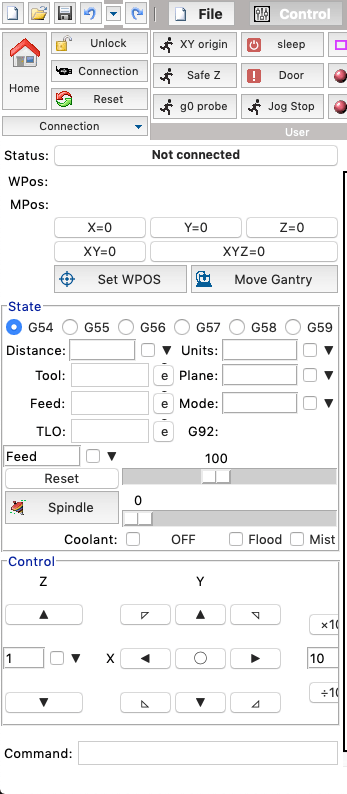 File Control
Unlock XY origin sleep
Home Connection Safe Z Door
Reset g0 probe Jog Stop
Connection User
Status: Not connected
WPos:
MPos:
X=0 Y=0 Z=0
XY=0 XYZ=0
Set WPOS Move Gantry
State
G54 G55 G56 G57 G58 G59
Distance: Units:
Tool: e Plane:
Feed: e Mode:
TLO: e G92:
Feed 100
Reset
Spindle 0
Coolant: OFF Flood Mist
Control
Z Y
×10
1 X 10
÷10
Command: